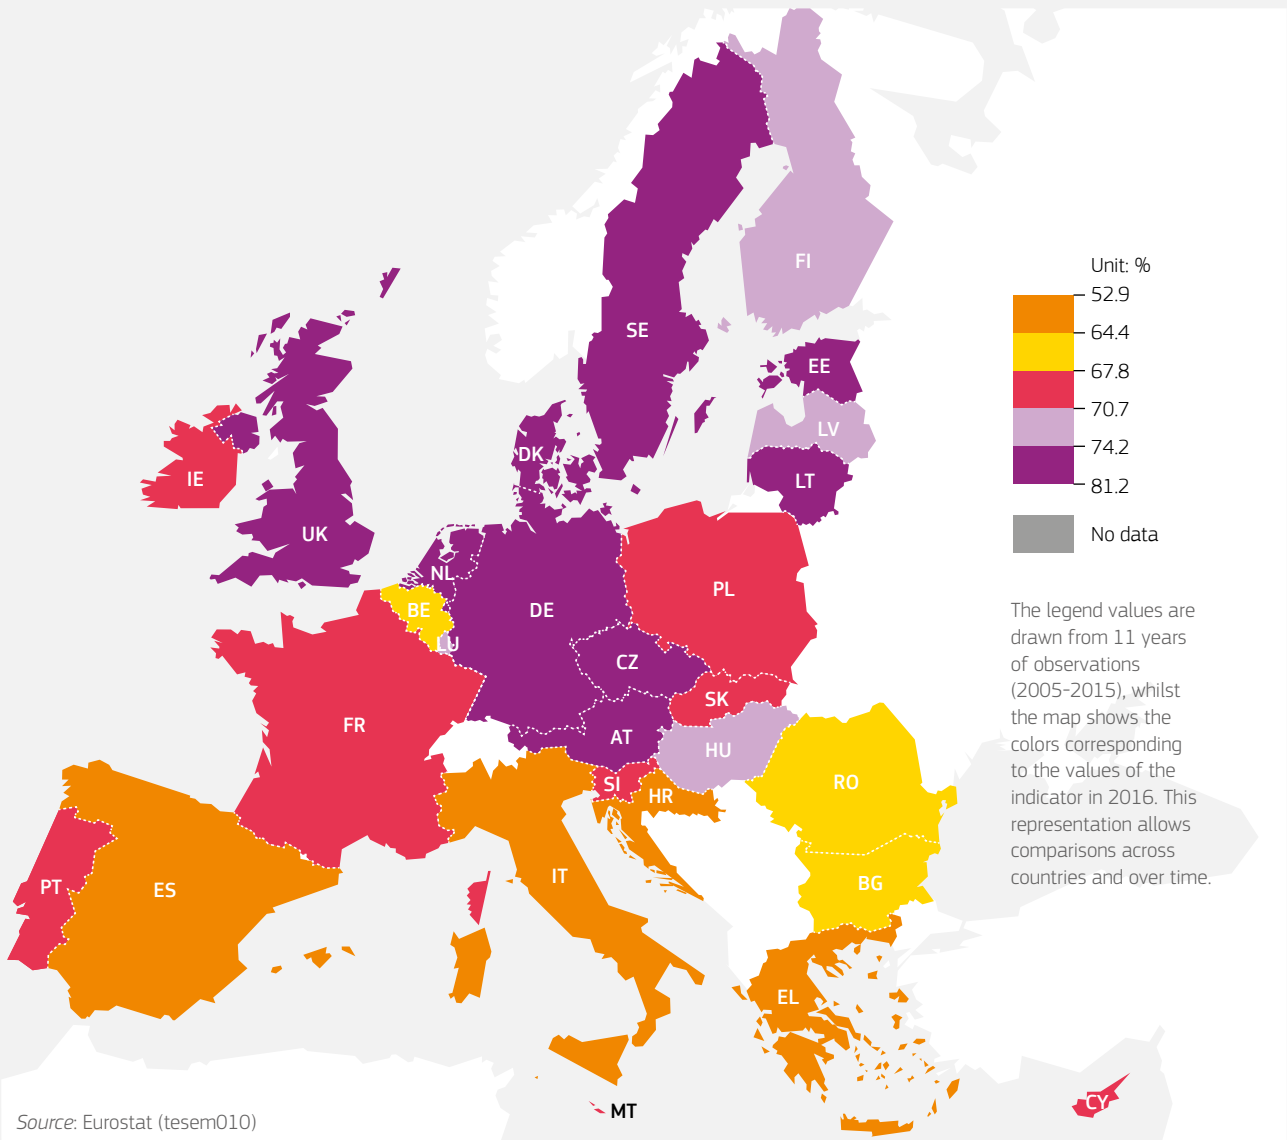 FI
Unit: %
52.9
SE
64.4
EE
67.8
70.7
LV
DK
74.2
IE
LT
81.2
UK
No data
NL
PL
BE
DE
The legend values are
drawn from 11 years
of observations
(2005-2015), whilst
the map shows the
colors corresponding
to the values of the
indicator in 2016. This
representation allows
comparisons across
countries and over time.
LU
CZ
SK
FR
AT
HU
SI
HR
RO
IT
BG
PT
ES
EL
MT
CY
Source: Eurostat (tesem010)